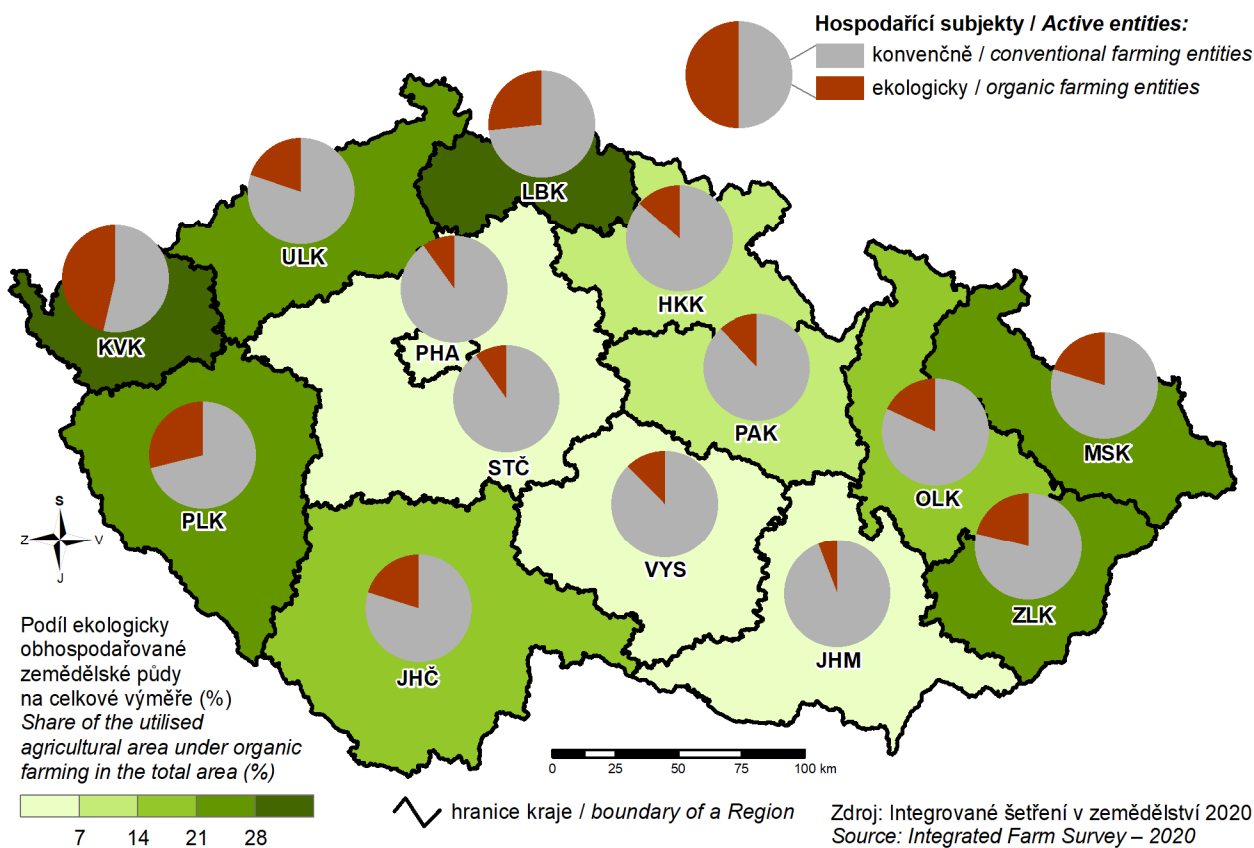 Hospodařící subjekty / Active entities:
konvenčně / conventional farming entities
ekologicky / organic farming entities
LBK
ULK
KVK
HKK
PHA
STČ
PAK
MSK
OLK
PLK
VYS
ZLK
JHM
JHČ
S
Z
V
J
Podíl ekologicky
obhospodařované
zemědělské půdy
na celkové výměře (%)
Share of the utilised
agricultural area under organic
farming in the total area (%)
7 14 21 28
0 25 50 75 100 km
hranice kraje / boundary of a Region
Zdroj: Integrované šetření v zemědělství 2020
Source: Integrated Farm Survey – 2020